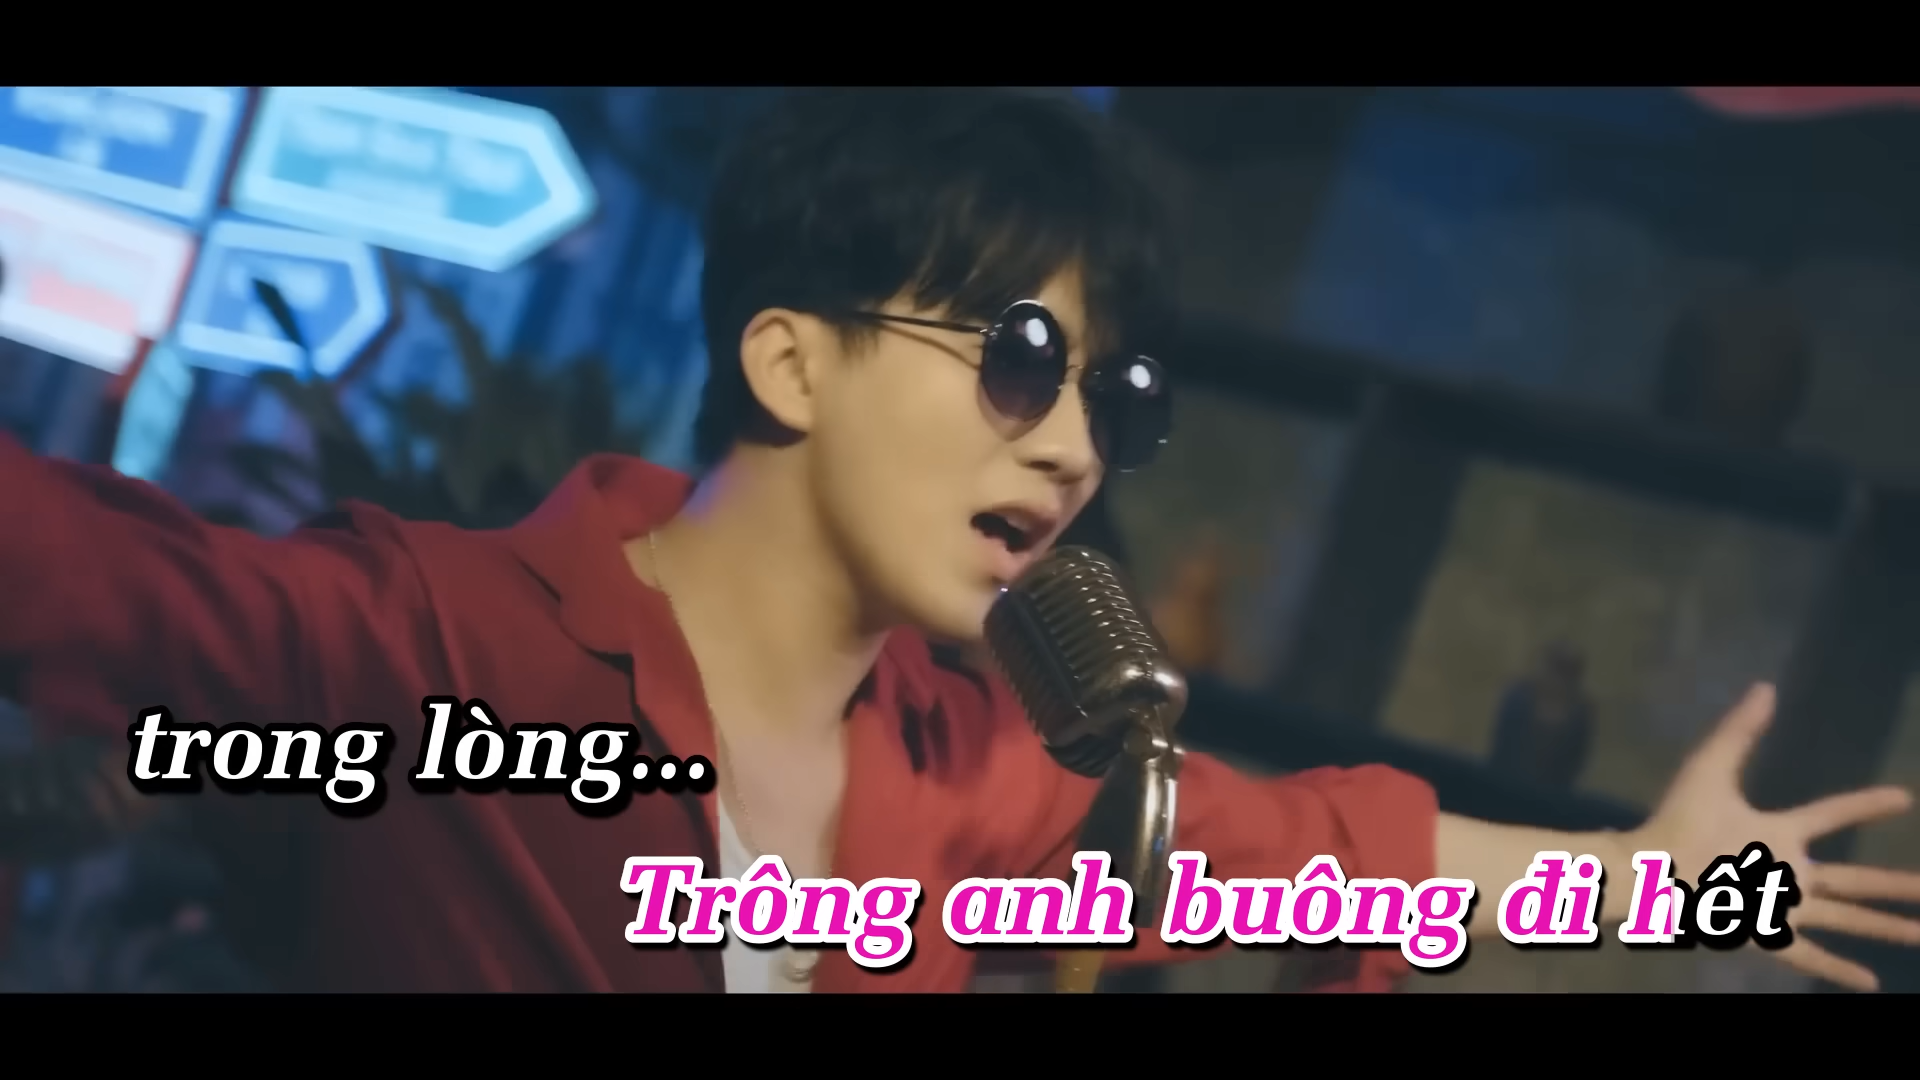 trong lòng...
Trông anh buông đi hết